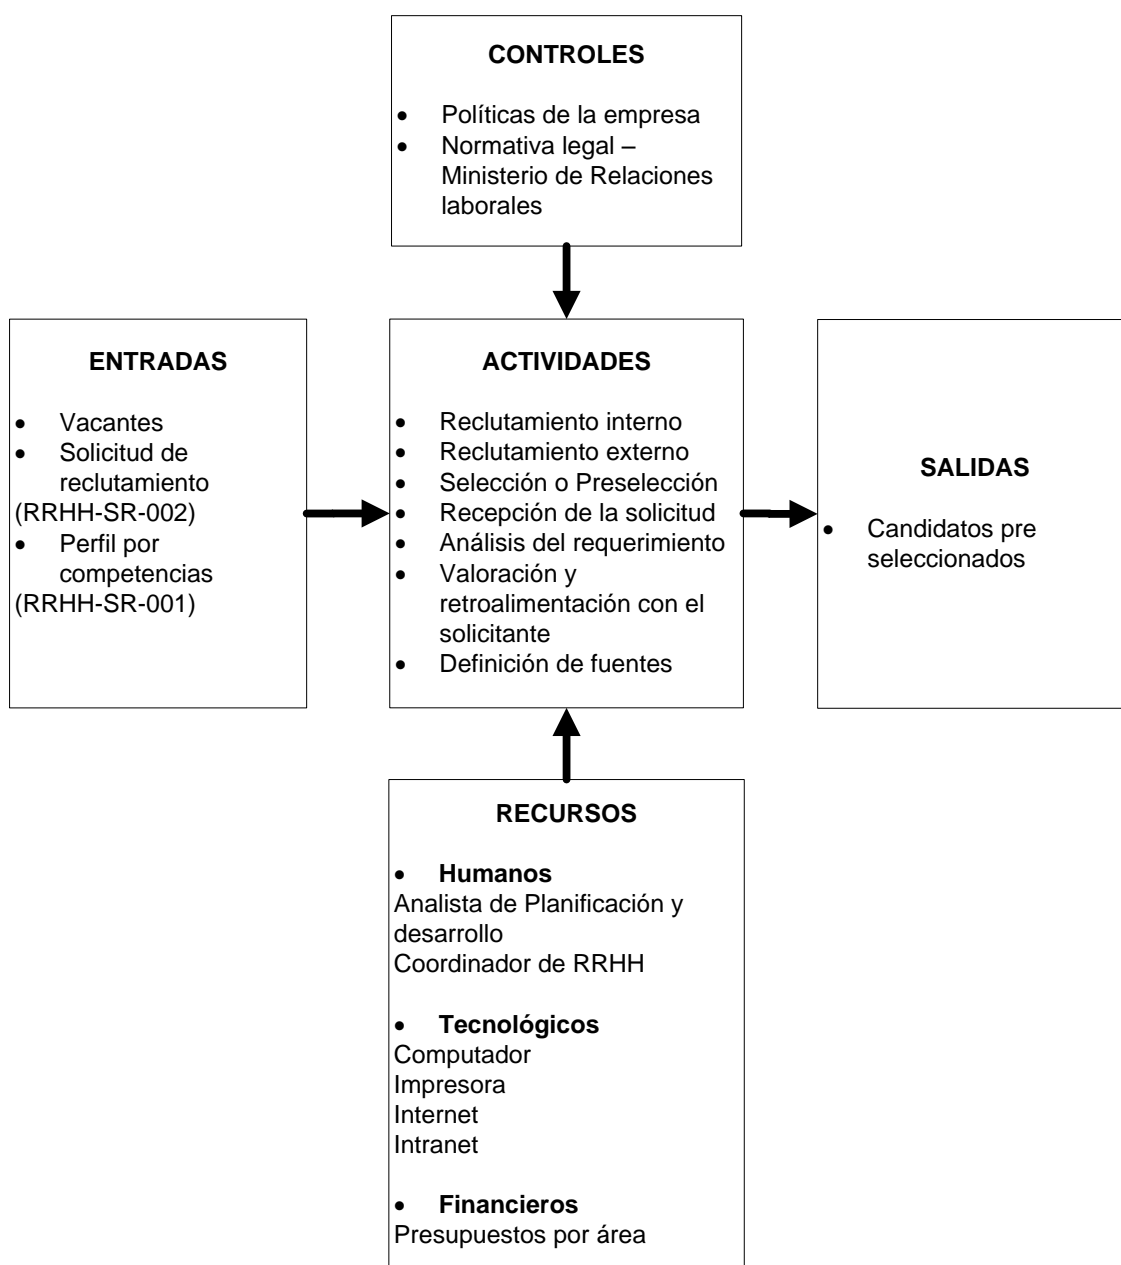 CONTROLES
• Políticas de la empresa
• Normativa legal –
Ministerio de Relaciones
laborales
ENTRADAS
• Vacantes
• Solicitud de
reclutamiento
(RRHH-SR-002)
• Perfil por
competencias
(RRHH-SR-001)
ACTIVIDADES
• Reclutamiento interno
• Reclutamiento externo
• Selección o Preselección
• Recepción de la solicitud
• Análisis del requerimiento
• Valoración y
retroalimentación con el
solicitante
• Definición de fuentes
SALIDAS
• Candidatos pre
seleccionados
RECURSOS
• Humanos
Analista de Planificación y
desarrollo
Coordinador de RRHH
• Tecnológicos
Computador
Impresora
Internet
Intranet
• Financieros
Presupuestos por área